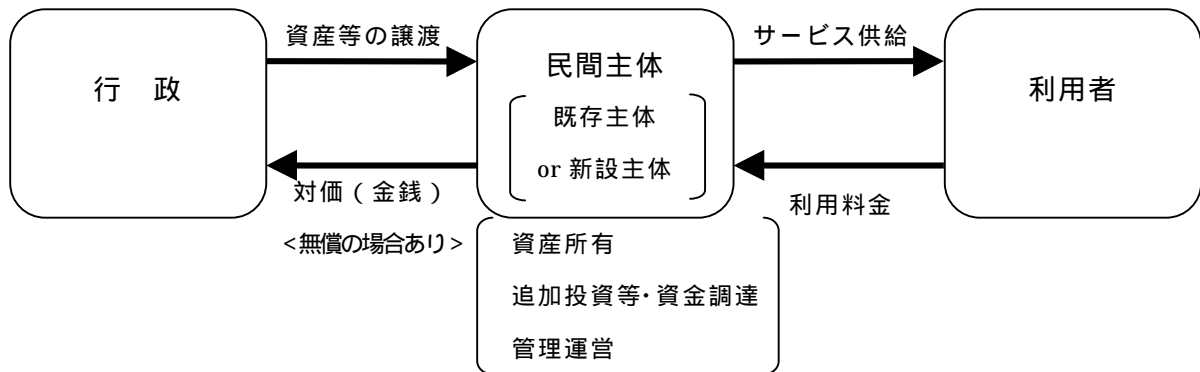 資産等の譲渡
サービス供給
行　政
民間主体
利用者
既存主体
or 新設主体
対価（金銭）
利用料金
<無償の場合あり>
資産所有
追加投資等・資金調達
管理運営